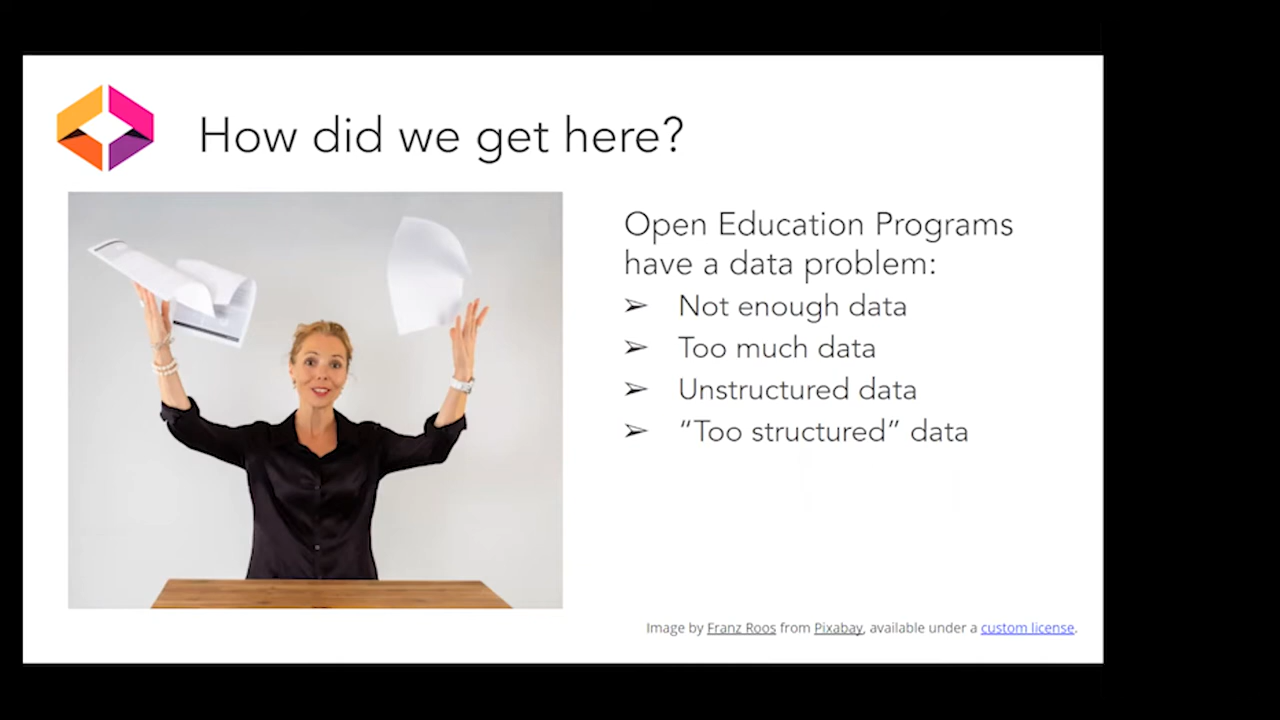 How did we get here?
Open Education Programs
have a data problem:
➢ Not enough data
➢ Too much data
➢ Unstructured data
➢ “Too structured” data
Image by Franz Roos from Pixabay, available under a custom license.